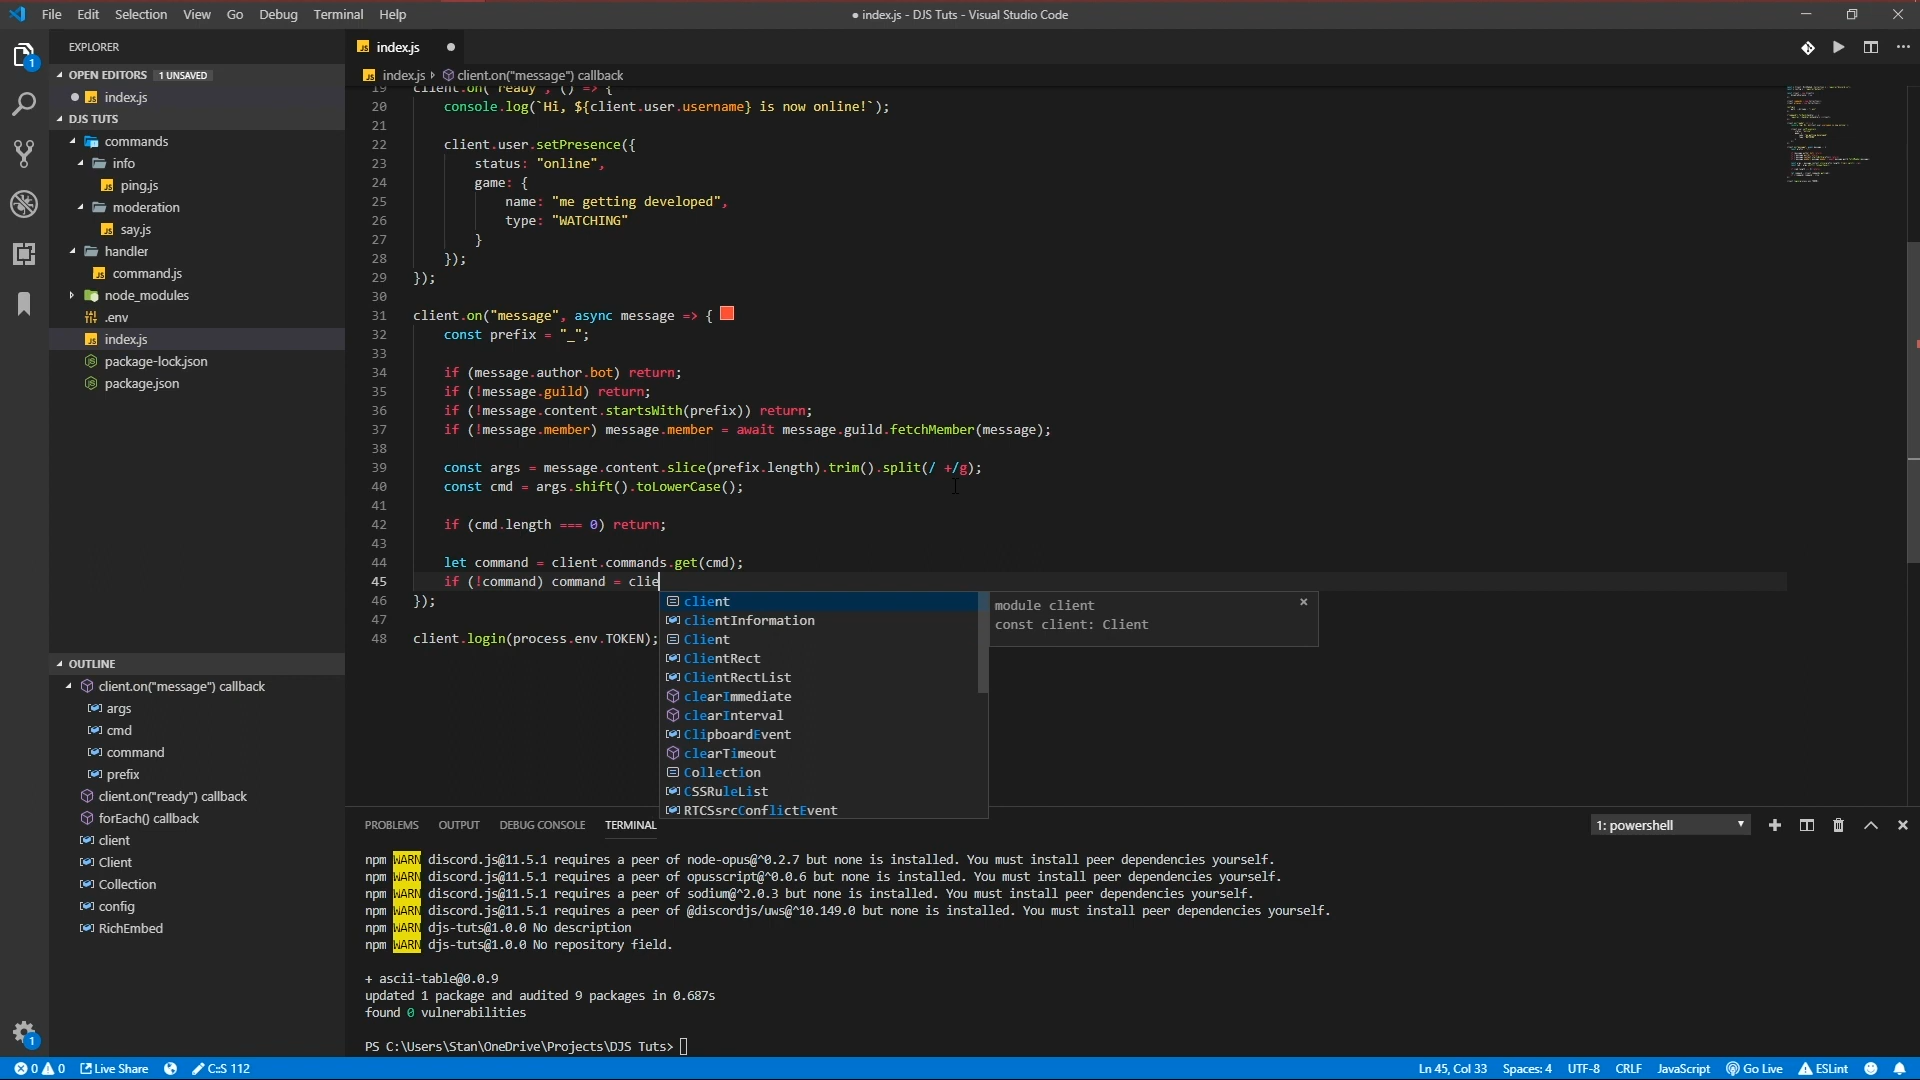 File Edit Selection View Go Debug Terminal Help
● index.js - DJS Tuts - Visual Studio Code
EXPLORER
OPEN EDITORS 1 UNSAVED
index.js
DJS TUTS
commands
info
ping.js
moderation
say.js
handler
command.js
node_modules
.env
index.js
package-lock.json
package.json
OUTLINE
client.on("message") callback
args
cmd
command
prefix
client.on("ready") callback
forEach() callback
client
Client
Collection
config
RichEmbed
index.js
index.js client.on("message") callback
19 client.on("ready", () => {
20 console.log(`Hi, ${client.user.username} is now online!`);
21
22 client.user.setPresence({
23 status: "online",
24 game: {
25 name: "me getting developed",
26 type: "WATCHING"
27 }
28 });
29 });
30
31 client.on("message", async message => {
32 const prefix = "_";
33
34 if (message.author.bot) return;
35 if (!message.guild) return;
36 if (!message.content.startsWith(prefix)) return;
37 if (!message.member) message.member = await message.guild.fetchMember(message);
38
39 const args = message.content.slice(prefix.length).trim().split(/ +/g);
40 const cmd = args.shift().toLowerCase();
41
42 if (cmd.length === 0) return;
43
44 let command = client.commands.get(cmd);
45 if (!command) command = clie
46 });
47
48 client.login(process.env.TOKEN);
client
clientInformation
Client
ClientRect
ClientRectList
clearImmediate
clearInterval
ClipboardEvent
clearTimeout
Collection
CSSRuleList
RTCSsrcConflictEvent
module client
const client: Client
PROBLEMS OUTPUT DEBUG CONSOLE TERMINAL
1: powershell
npm WARN discord.js@11.5.1 requires a peer of node-opus@^0.2.7 but none is installed. You must install peer dependencies yourself.
npm WARN discord.js@11.5.1 requires a peer of opusscript@^0.0.6 but none is installed. You must install peer dependencies yourself.
npm WARN discord.js@11.5.1 requires a peer of sodium@^2.0.3 but none is installed. You must install peer dependencies yourself.
npm WARN discord.js@11.5.1 requires a peer of @discordjs/uws@^10.149.0 but none is installed. You must install peer dependencies yourself.
npm WARN djs-tuts@1.0.0 No description
npm WARN djs-tuts@1.0.0 No repository field.
+ ascii-table@0.0.9
updated 1 package and audited 9 packages in 0.687s
found 0 vulnerabilities
PS C:\Users\Stan\OneDrive\Projects\DJS Tuts>
0 0 Live Share C:S 112
Ln 45, Col 33 Spaces: 4 UTF-8 CRLF JavaScript Go Live ESLint